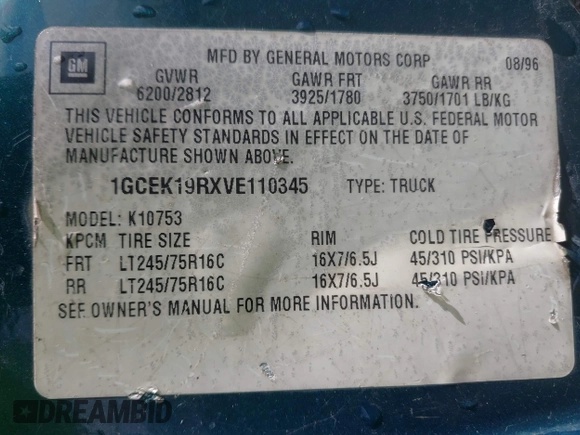 GM
MFD BY GENERAL MOTORS CORP. 08/96
GVWR GAWR FRT GAWR RR
6200/2812 3925/1780 3750/1701 LB/KG
THIS VEHICLE CONFORMS TO ALL APPLICABLE U.S. FEDERAL MOTOR
VEHICLE SAFETY STANDARDS IN EFFECT ON THE DATE OF
MANUFACTURE SHOWN ABOVE.
1GCEK19RXVE110345 TYPE: TRUCK
MODEL: K10753
KPCM TIRE SIZE RIM COLD TIRE PRESSURE
FRT LT245/75R16C 16X7/6.5J 45/310 PSI/KPA
RR LT245/75R16C 16X7/6.5J 45/310 PSI/KPA
SEE OWNER'S MANUAL FOR MORE INFORMATION.
DREAMBID